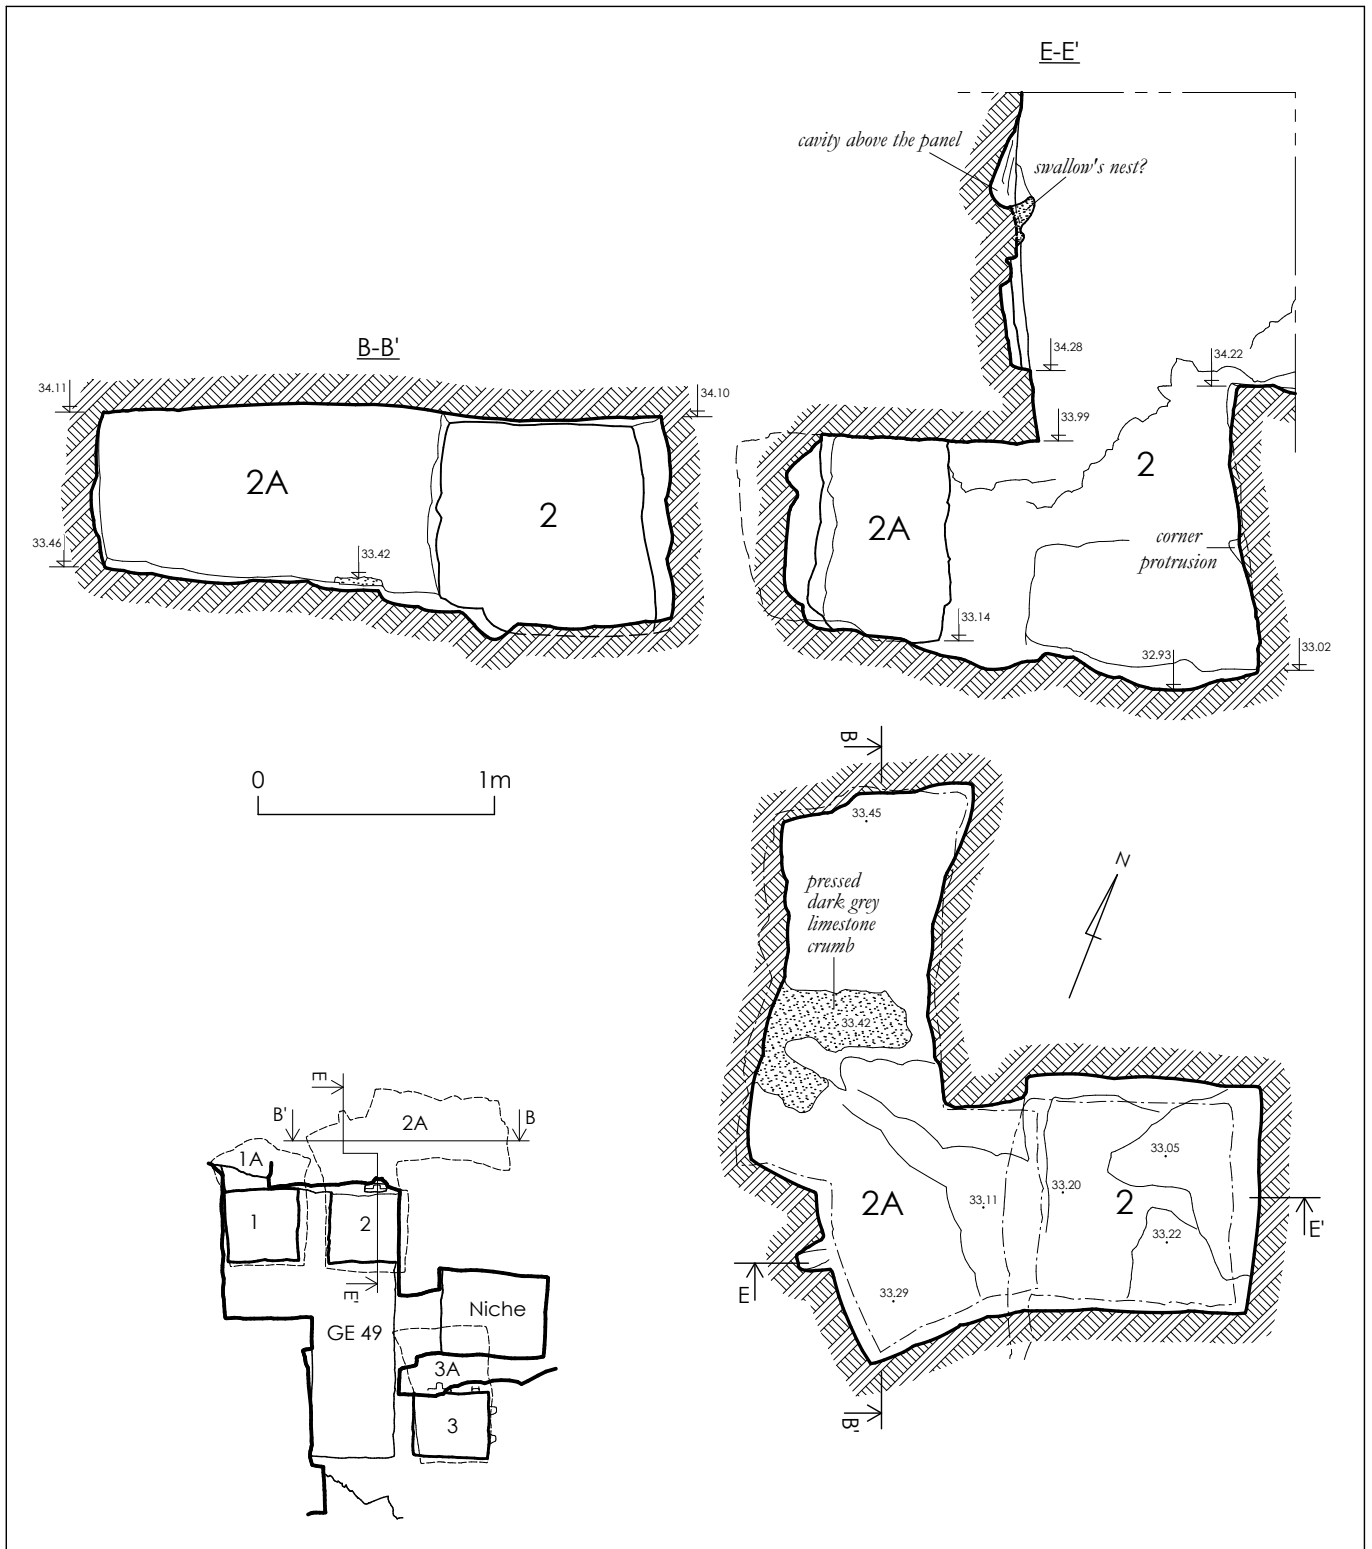 E-E'
cavity above the panel
swallow's nest?
34.28
34.22
33.99
2
2A
corner
protrusion
33.14
32.93
33.02
B-B'
34.11
34.10
2A
2
33.46
33.42
0 1m
B
33.45
N
pressed
dark grey
limestone
crumb
33.42
33.05
33.20
2A
33.11
2
33.22
E'
E
33.29
B'
E
B'
2A
B
1A
1
2
E'
Niche
GE 49
3A
3